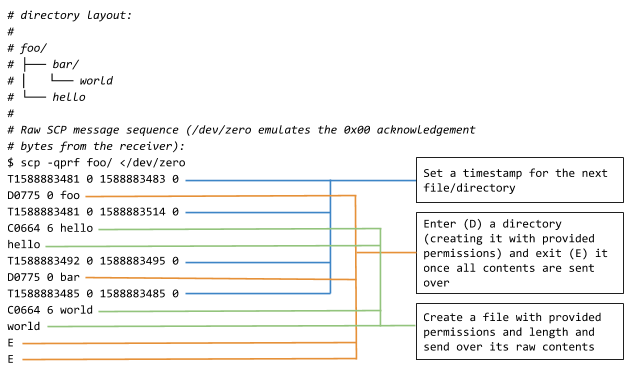 # directory layout:
#
# foo/
# ├── bar/
# │   └── world
# └── hello
#
# Raw SCP message sequence (/dev/zero emulates the 0x00 acknowledgement
# bytes from the receiver):
$ scp -qprf foo/ </dev/zero
T1588883481 0 1588883483 0
D0775 0 foo
T1588883481 0 1588883514 0
C0664 6 hello
hello
T1588883492 0 1588883495 0
D0775 0 bar
T1588883485 0 1588883485 0
C0664 6 world
world
E
E
Set a timestamp for the next
file/directory
Enter (D) a directory
(creating it with provided
permissions) and exit (E) it
once all contents are sent
over
Create a file with provided
permissions and length and
send over its raw contents